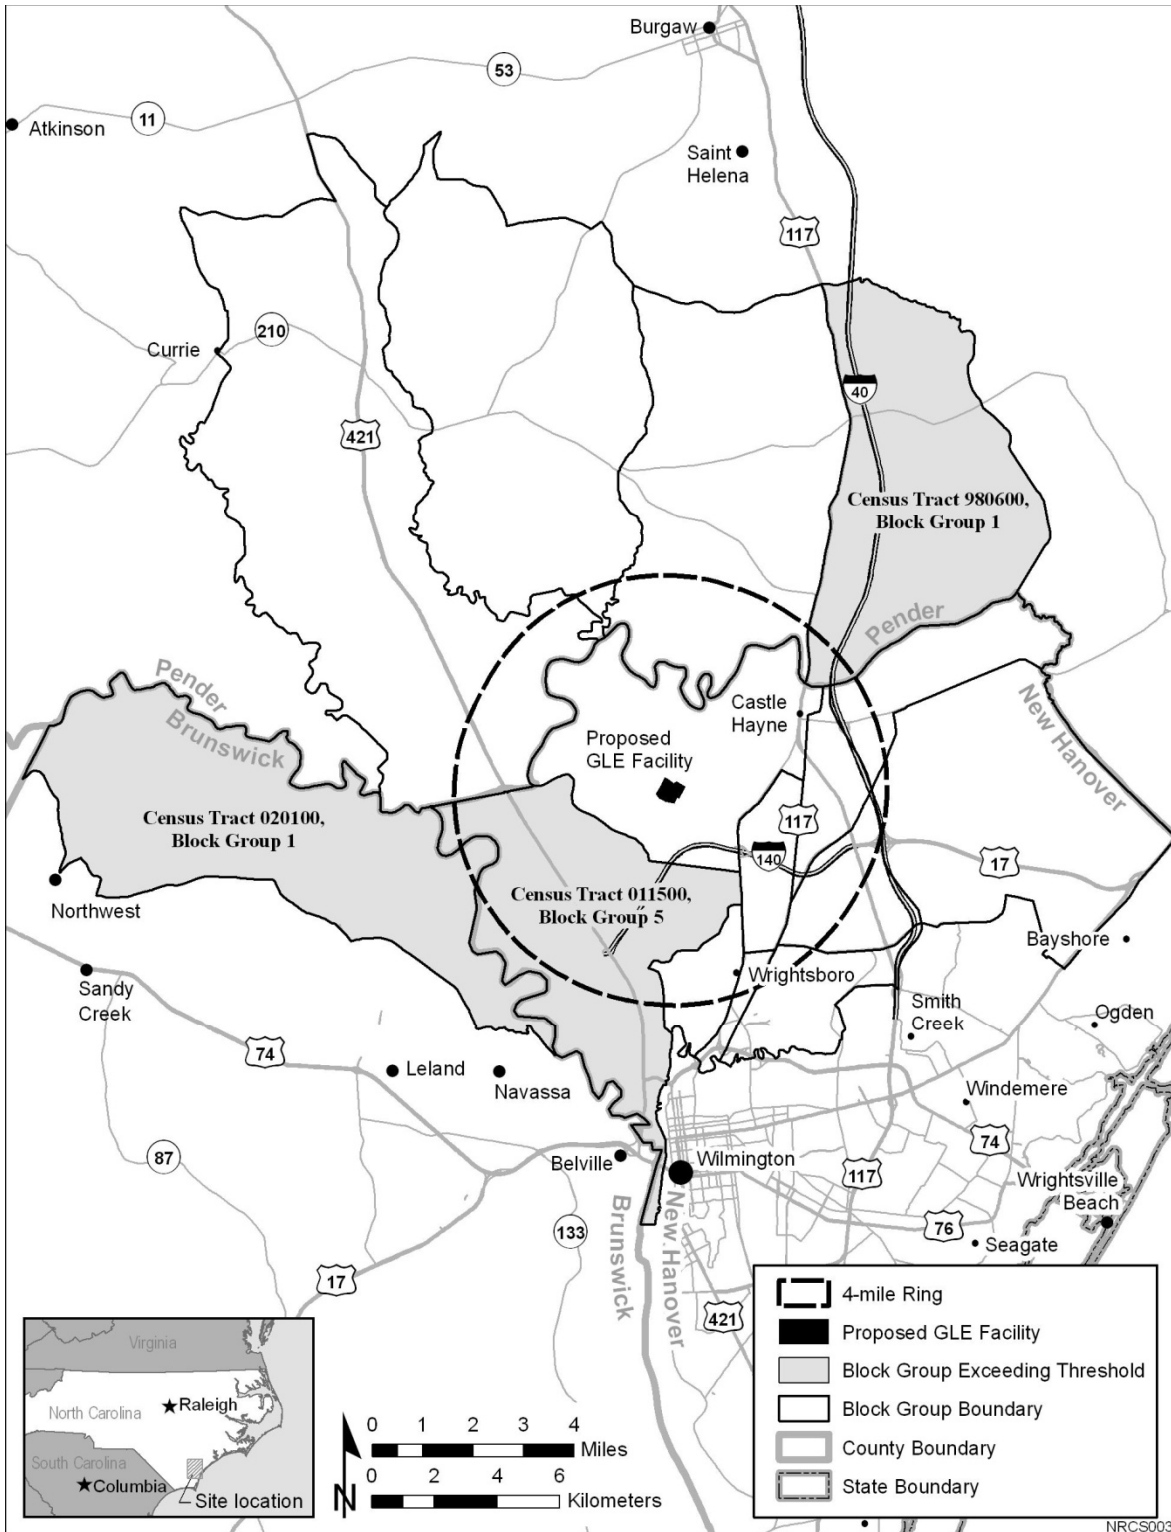 Burgaw
53
11
Atkinson
Saint
Helena
117
210
Currie
40
421
Census Tract 980600,
Block Group 1
Pender
Pender
Brunswick
New Hanover
Castle
Hayne
Proposed
GLE Facility
Census Tract 020100,
Block Group 1
117
140
17
Census Tract 011500,
Block Group 5
Northwest
Bayshore
Wrightsboro
Sandy
Creek
Smith
Creek
Ogden
74
Leland
Navassa
Windemere
74
87
Belville
Wilmington
117
Wrightsville
Beach
133
Brunswick
New Hanover
76
Seagate
17
421
4-mile Ring
Proposed GLE Facility
Block Group Exceeding Threshold
Block Group Boundary
County Boundary
State Boundary
Virginia
North Carolina
Raleigh
South Carolina
Columbia
Site location
N
0 1 2 3 4
Miles
0 2 4 6
Kilometers
NRCS003